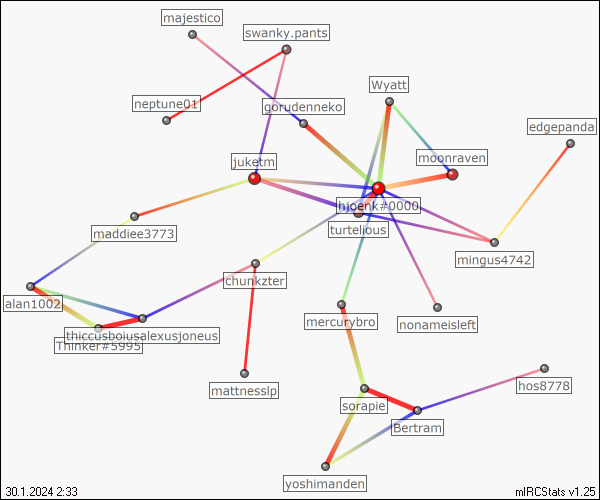 majestico
swanky.pants
Wyatt
neptune01
gorudenneko
edgepanda
juketm
moonraven
hjoenk#0000
maddiee3773
turtelious
mingus4742
chunkzter
alan1002
mercurybro
nonameisleft
thiccusboiusalexusjoneus
Thinker#5995
mattnesslp
hos8778
sorapie
Bertram
yoshimanden
30.1.2024 2:33
mIRCStats v1.25